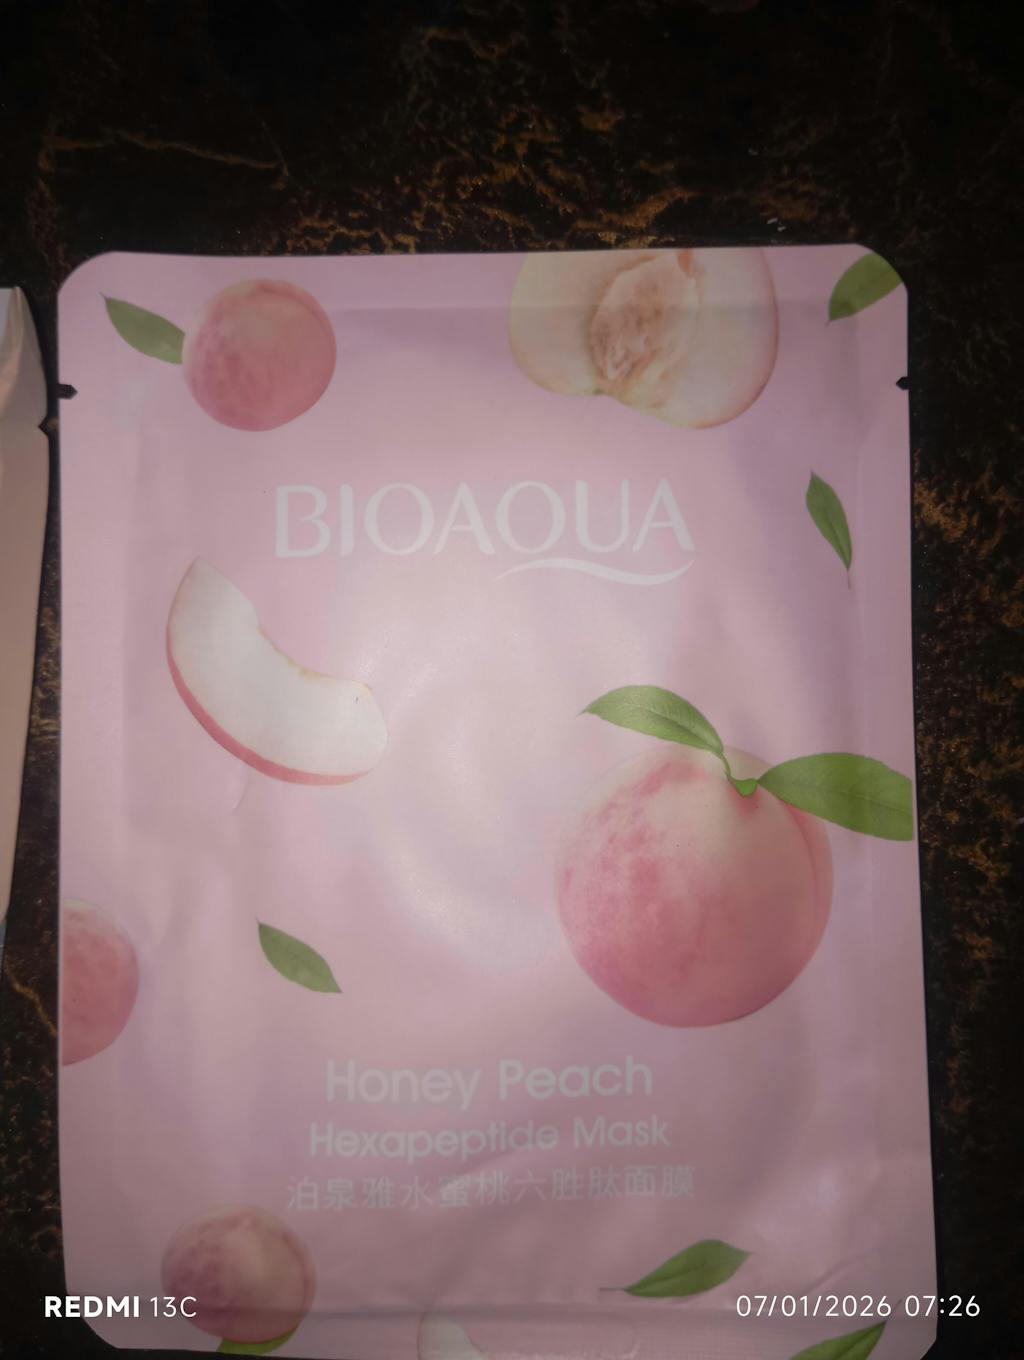 BIOAQUA
Honey Peach
Hexapeptide Mask
泊泉雅水蜜桃六胜肽面膜
REDMI 13C
07/01/2026 07:26